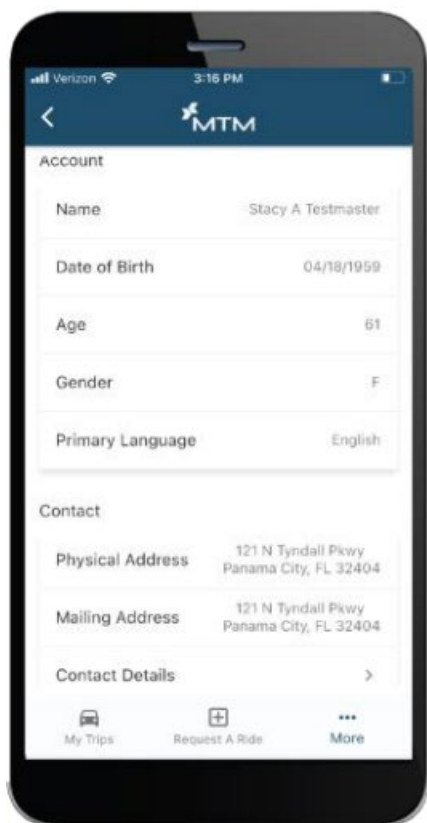 Verizon 3:16 PM
MTM
Account
Name Stacy A Testmaster
Date of Birth 04/18/1959
Age 61
Gender F
Primary Language English
Contact
Physical Address 121 N Tyndall Pkwy
Panama City, FL 32404
Mailing Address 121 N Tyndall Pkwy
Panama City, FL 32404
Contact Details
My Trips Request A Ride More